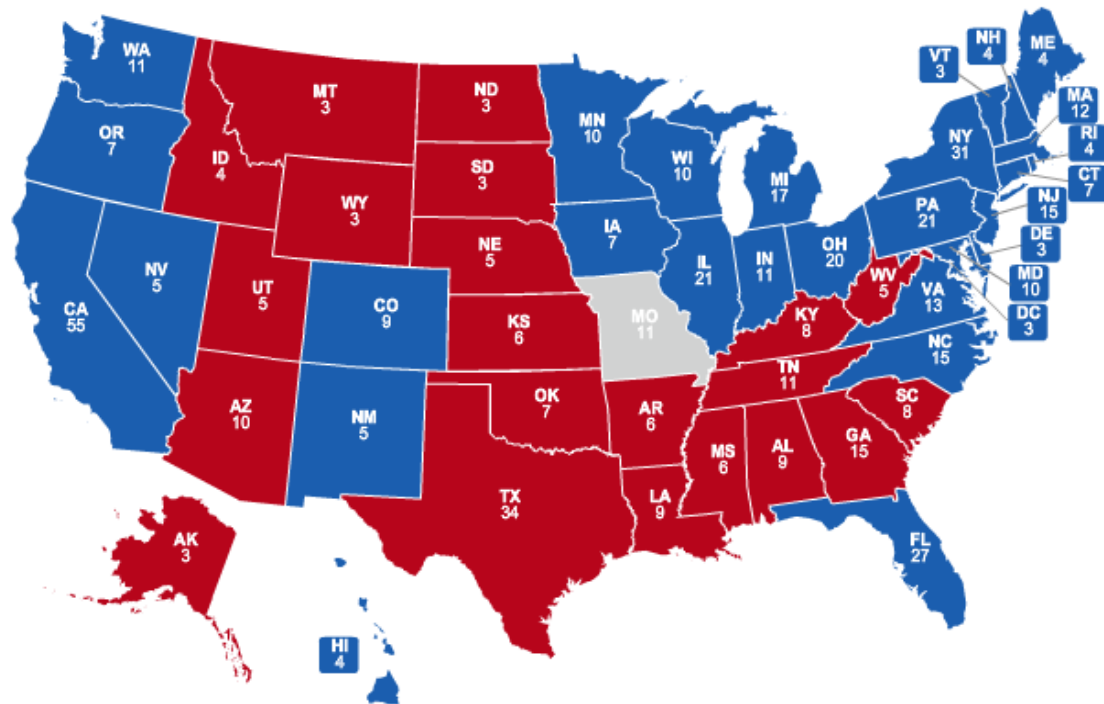 WA
11
OR
7
CA
55
NV
5
ID
4
MT
3
WY
3
UT
5
AZ
10
CO
9
NM
5
ND
3
SD
3
NE
5
KS
6
OK
7
TX
34
MN
10
IA
7
MO
11
AR
6
LA
9
WI
10
IL
21
MI
17
IN
11
OH
20
KY
8
TN
11
MS
6
AL
9
GA
15
FL
27
SC
8
NC
15
VA
13
WV
5
PA
21
NY
31
VT
3
NH
4
ME
4
MA
12
RI
4
CT
7
NJ
15
DE
3
MD
10
DC
3
AK
3
HI
4